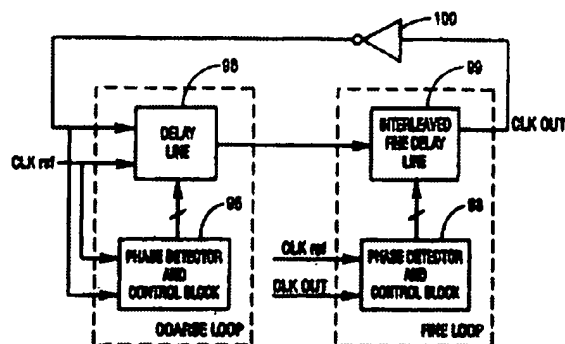 100
98
99
DELAY
LINE
INTERLEAVED
FINE DELAY
LINE
CLK OUT
CLK ref
96
98
PHASE DETECTOR
AND
CONTROL BLOCK
CLK ref
CLK OUT
PHASE DETECTOR
AND
CONTROL BLOCK
COARSE LOOP
FINE LOOP